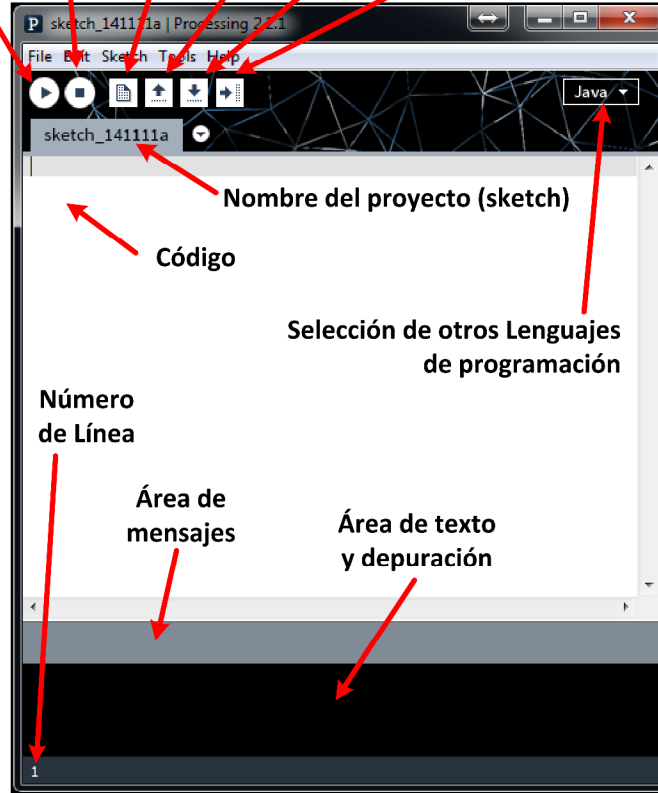 P sketch_141111a | Processing 2.2.1
File Edit Sketch Tools Help
Java
sketch_141111a
Nombre del proyecto (sketch)
Código
Selección de otros Lenguajes
de programación
Número
de Línea
Área de
mensajes
Área de texto
y depuración
1